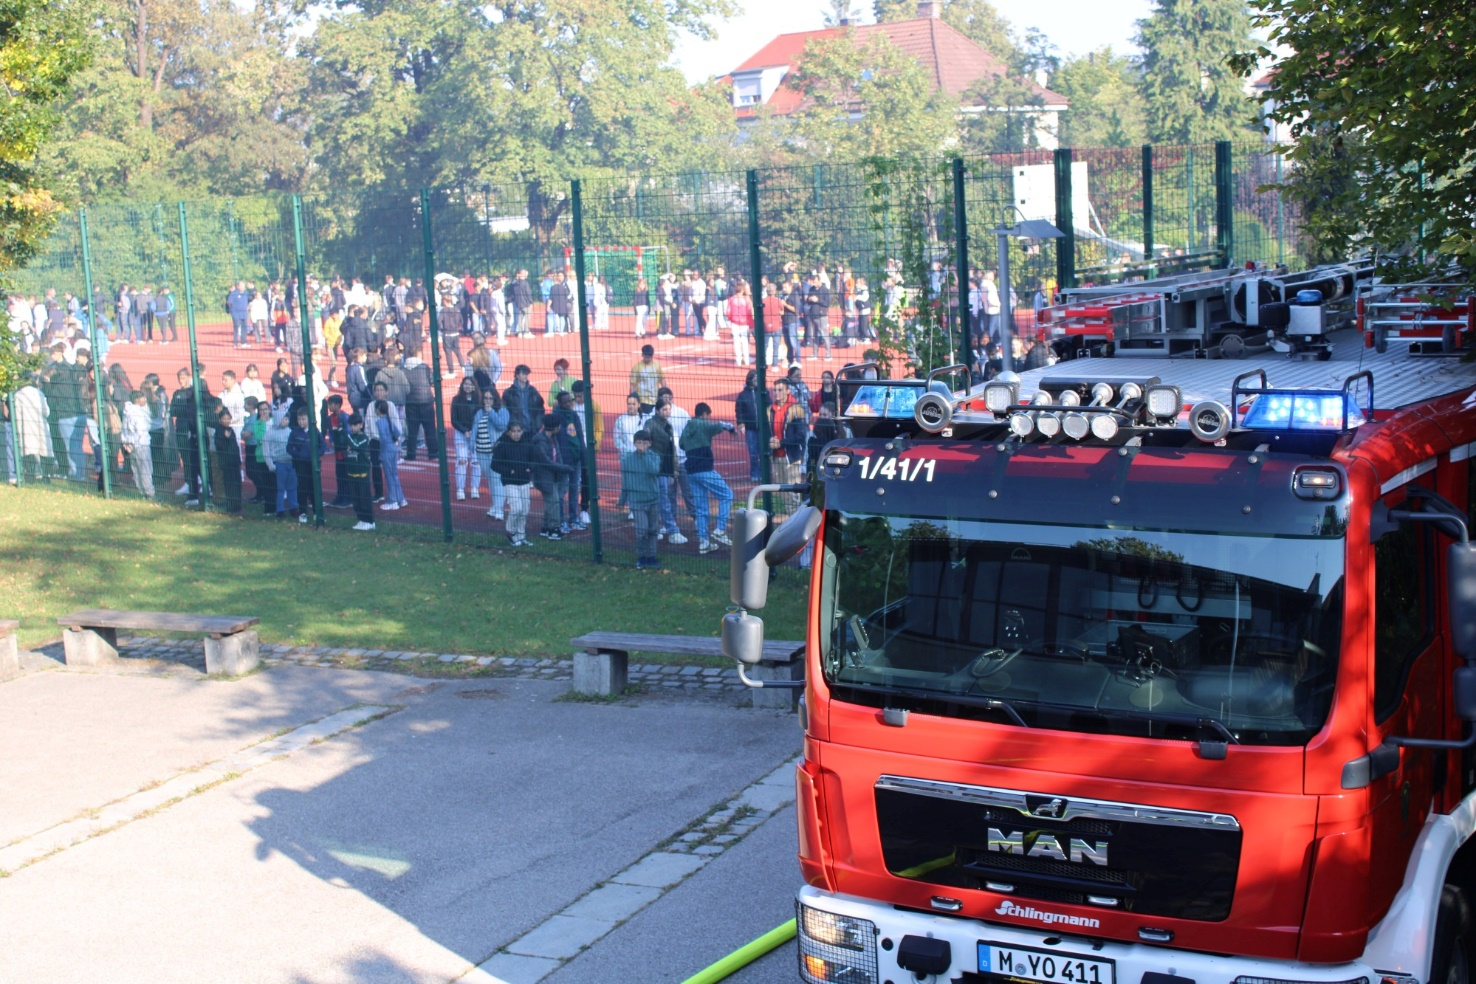 1/41/1
MAN
Schlingmann
D
M YO 411